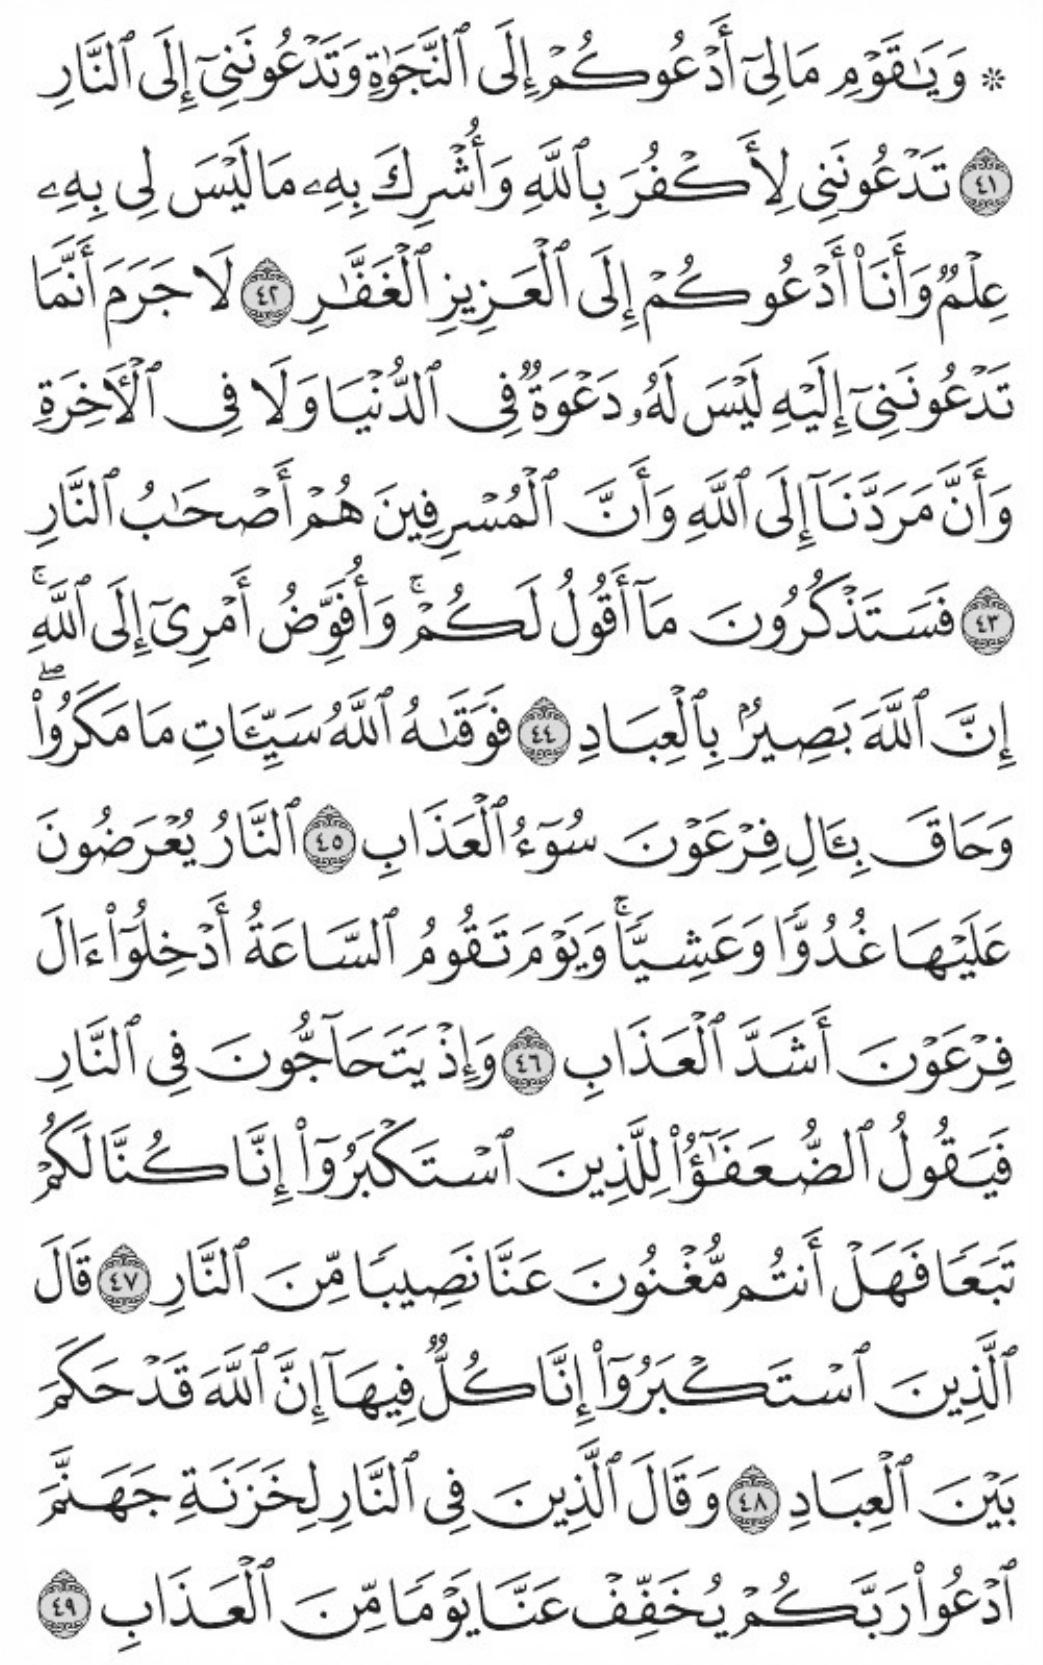 ۞ وَيَٰقَوْمِ مَا لِيٓ أَدْعُوكُمْ إِلَى ٱلنَّجَوٰةِ وَتَدْعُونَنِيٓ إِلَى ٱلنَّارِ
٤١ تَدْعُونَنِي لِأَكْفُرَ بِٱللَّهِ وَأُشْرِكَ بِهِۦ مَا لَيْسَ لِي بِهِۦ
عِلْمٌ وَأَنَا۠ أَدْعُوكُمْ إِلَى ٱلْعَزِيزِ ٱلْغَفَّٰرِ ٤٢ لَا جَرَمَ أَنَّمَا
تَدْعُونَنِيٓ إِلَيْهِ لَيْسَ لَهُۥ دَعْوَةٌ فِي ٱلدُّنْيَا وَلَا فِي ٱلْأٓخِرَةِ
وَأَنَّ مَرَدَّنَآ إِلَى ٱللَّهِ وَأَنَّ ٱلْمُسْرِفِينَ هُمْ أَصْحَٰبُ ٱلنَّارِ
٤٣ فَسَتَذْكُرُونَ مَآ أَقُولُ لَكُمْۚ وَأُفَوِّضُ أَمْرِيٓ إِلَى ٱللَّهِۚ
إِنَّ ٱللَّهَ بَصِيرٌۢ بِٱلْعِبَادِ ٤٤ فَوَقَىٰهُ ٱللَّهُ سَيِّـَٔاتِ مَا مَكَرُوا۟ۖ
وَحَاقَ بِـَٔالِ فِرْعَوْنَ سُوٓءُ ٱلْعَذَابِ ٤٥ ٱلنَّارُ يُعْرَضُونَ
عَلَيْهَا غُدُوًّا وَعَشِيًّاۚ وَيَوْمَ تَقُومُ ٱلسَّاعَةُ أَدْخِلُوٓا۟ ءَالَ
فِرْعَوْنَ أَشَدَّ ٱلْعَذَابِ ٤٦ وَإِذْ يَتَحَآجُّونَ فِي ٱلنَّارِ
فَيَقُولُ ٱلضُّعَفَٰٓؤُا۟ لِلَّذِينَ ٱسْتَكْبَرُوٓا۟ إِنَّا كُنَّا لَكُمْ
تَبَعًا فَهَلْ أَنتُم مُّغْنُونَ عَنَّا نَصِيبًا مِّنَ ٱلنَّارِ ٤٧ قَالَ
ٱلَّذِينَ ٱسْتَكْبَرُوٓا۟ إِنَّا كُلٌّ فِيهَآ إِنَّ ٱللَّهَ قَدْ حَكَمَ
بَيْنَ ٱلْعِبَادِ ٤٨ وَقَالَ ٱلَّذِينَ فِي ٱلنَّارِ لِخَزَنَةِ جَهَنَّمَ
ٱدْعُوا۟ رَبَّكُمْ يُخَفِّفْ عَنَّا يَوْمًا مِّنَ ٱلْعَذَابِ ٤٩